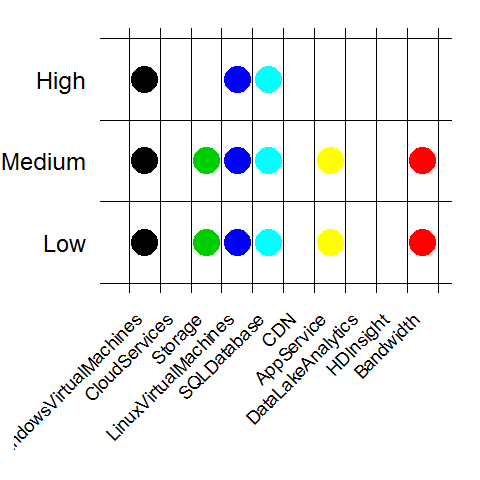 High
Medium
Low
ndowsVirtualMachines
CloudServices
Storage
LinuxVirtualMachines
SQLDatabase
CDN
AppService
DataLakeAnalytics
HDInsight
Bandwidth